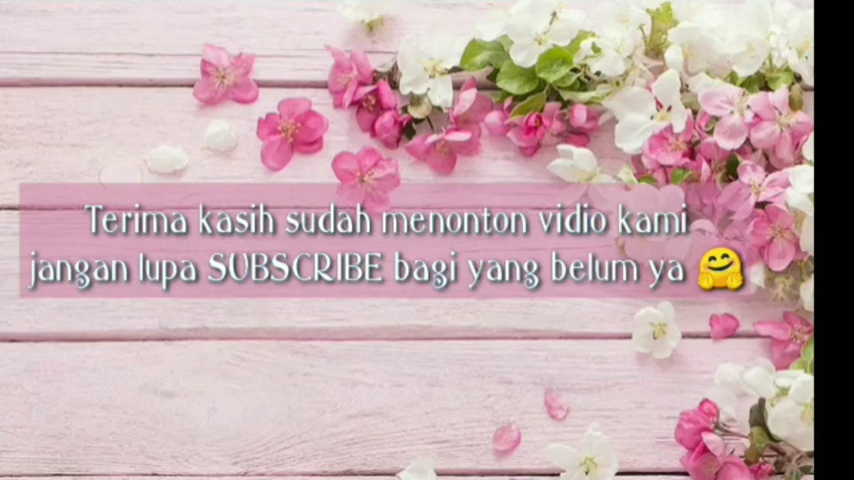 Terima kasih sudah menonton vidio kami
jangan lupa SUBSCRIBE bagi yang belum ya 🤗